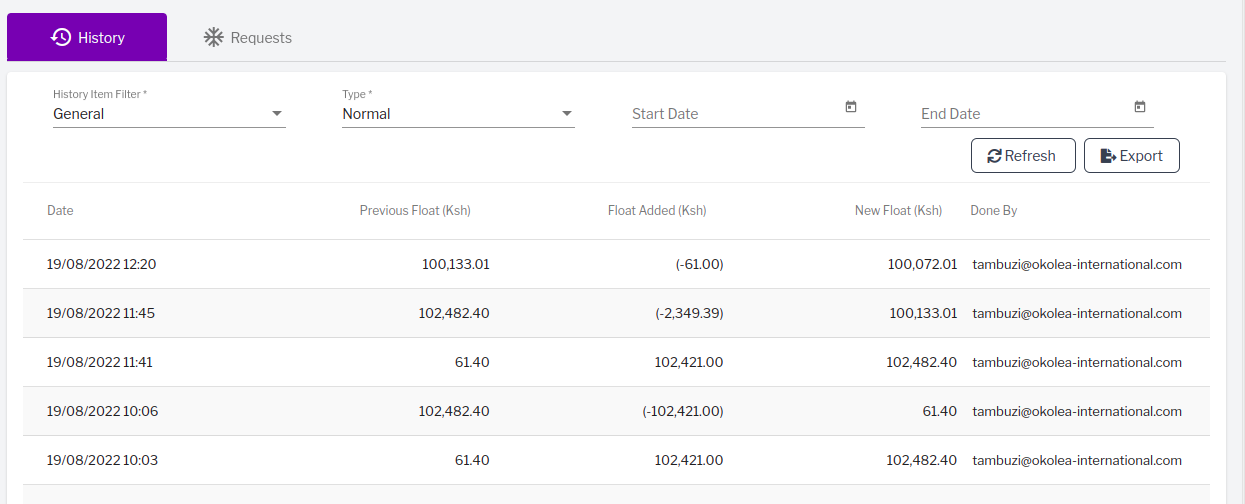 History Requests
History Item Filter * Type *
General Normal Start Date End Date
Refresh Export
Date Previous Float (Ksh) Float Added (Ksh) New Float (Ksh) Done By
19/08/2022 12:20 100,133.01 (-61.00) 100,072.01 tambuzi@okolea-international.com
19/08/2022 11:45 102,482.40 (-2,349.39) 100,133.01 tambuzi@okolea-international.com
19/08/2022 11:41 61.40 102,421.00 102,482.40 tambuzi@okolea-international.com
19/08/2022 10:06 102,482.40 (-102,421.00) 61.40 tambuzi@okolea-international.com
19/08/2022 10:03 61.40 102,421.00 102,482.40 tambuzi@okolea-international.com